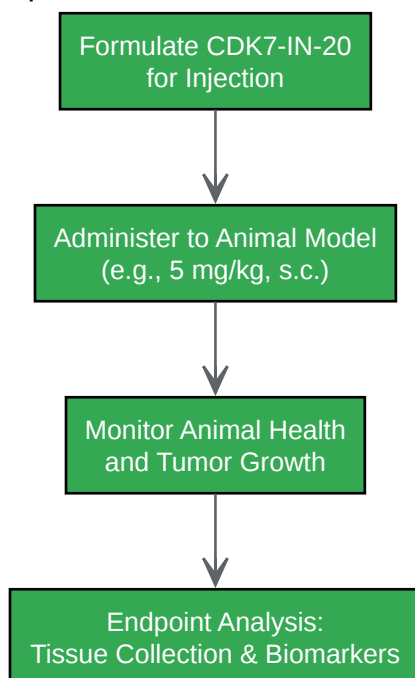 Formulate CDK7-IN-20
for Injection
Administer to Animal Model
(e.g., 5 mg/kg, s.c.)
Monitor Animal Health
and Tumor Growth
Endpoint Analysis:
Tissue Collection & Biomarkers